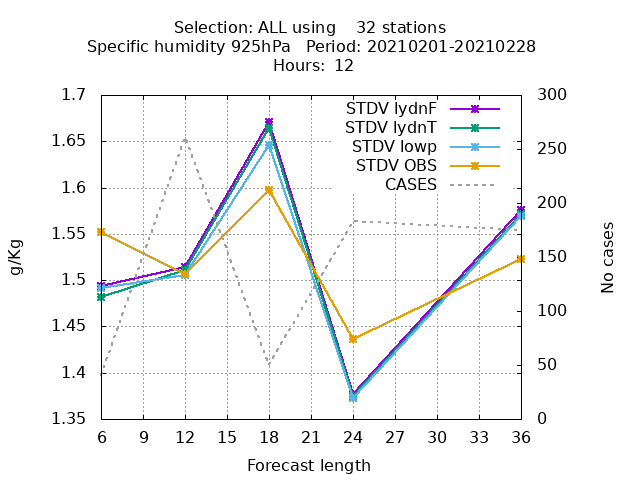 Selection: ALL using    32 stations
Specific humidity 925hPa   Period: 20210201-20210228
Hours:  12
STDV lydnF
STDV lydnT
STDV lowp
STDV OBS
CASES
1.7
1.65
1.6
1.55
1.5
1.45
1.4
1.35
g/Kg
300
250
200
150
100
50
0
No cases
6 9 12 15 18 21 24 27 30 33 36
Forecast length